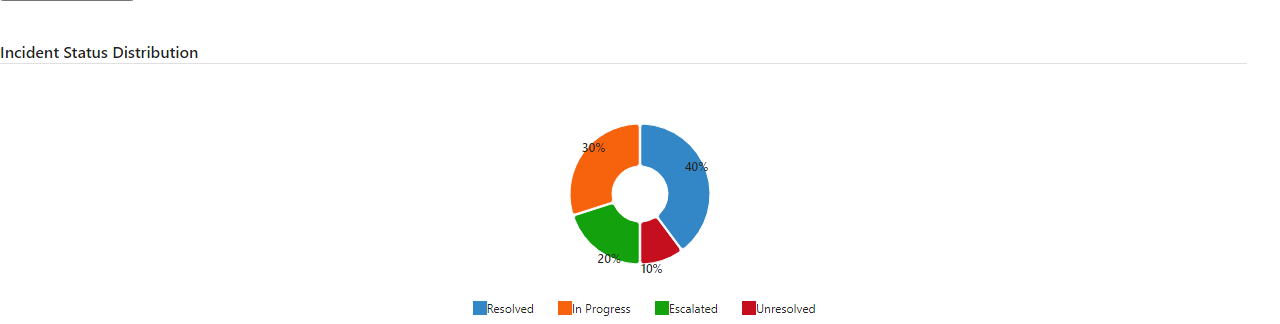 Incident Status Distribution
30%
40%
20%
10%
Resolved In Progress Escalated Unresolved